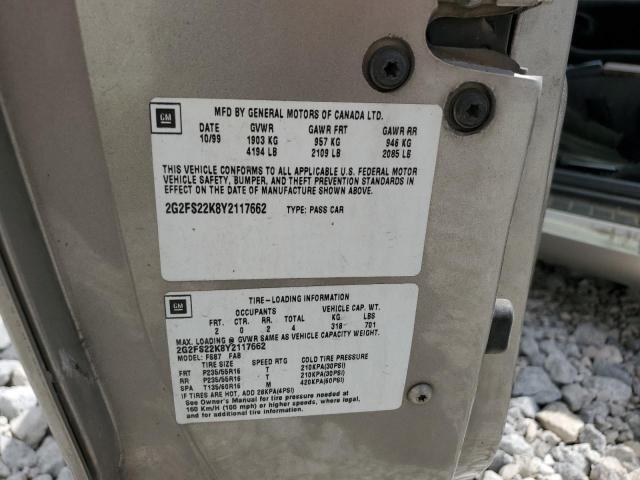 GM
MFD BY GENERAL MOTORS OF CANADA LTD.
DATE GVWR GAWR FRT GAWR RR
10/99 1903 KG 957 KG 946 KG
4194 LB 2109 LB 2085 LB
THIS VEHICLE CONFORMS TO ALL APPLICABLE U.S. FEDERAL MOTOR
VEHICLE SAFETY, BUMPER, AND THEFT PREVENTION STANDARDS IN
EFFECT ON THE DATE OF MANUFACTURE SHOWN ABOVE.
2G2FS22K8Y2117662 TYPE: PASS CAR
GM
TIRE-LOADING INFORMATION
OCCUPANTS VEHICLE CAP. WT.
FRT. CTR. RR. TOTAL KG. LBS
2 0 2 4 318 701
MAX. LOADING @ GVWR SAME AS VEHICLE CAPACITY WEIGHT.
2G2FS22K8Y2117662
MODEL: FS87 FAB
TIRE SIZE SPEED RTG COLD TIRE PRESSURE
FRT P235/55R16 T 210KPA(30PSI)
RR P235/55R16 T 210KPA(30PSI)
SPA T135/60R16 M 420KPA(60PSI)
IF TIRES ARE HOT, ADD 28KPA(4PSI)
See Owner's Manual for tire pressure needed at
160 Km/H (100 mph) or higher speeds, where legal,
and for additional tire information.